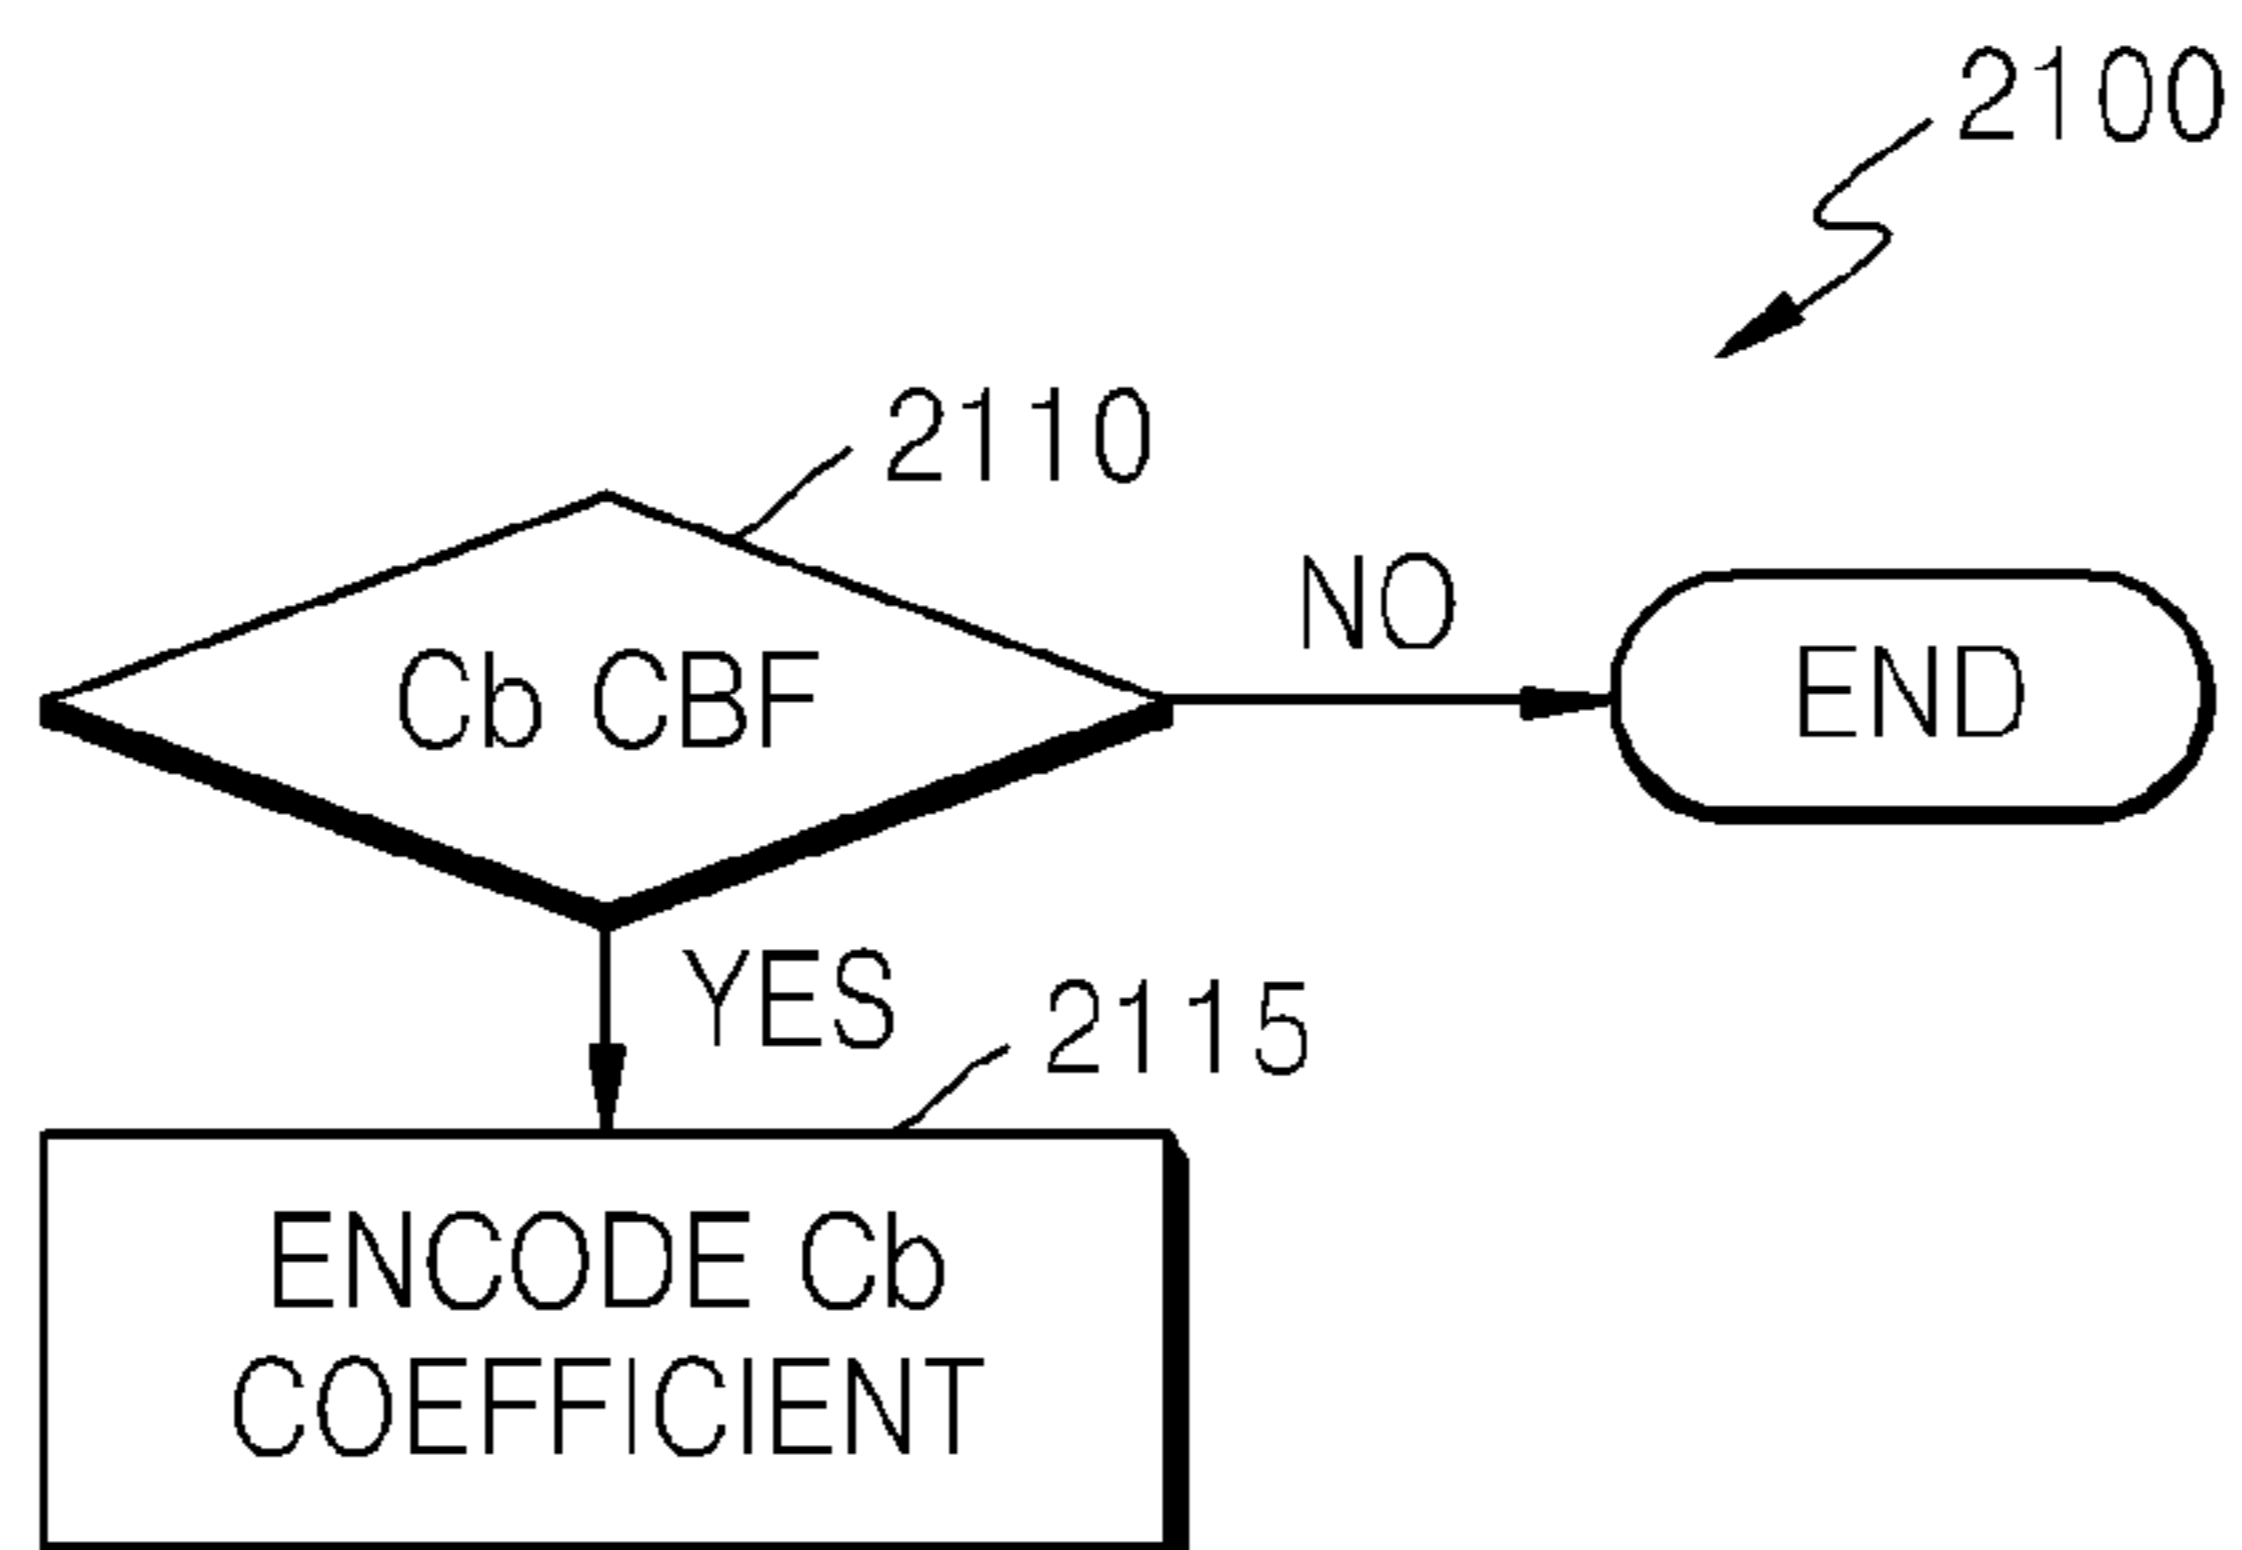 2100
2110
Cb CBF
NO
END
YES
2115
ENCODE Cb
COEFFICIENT